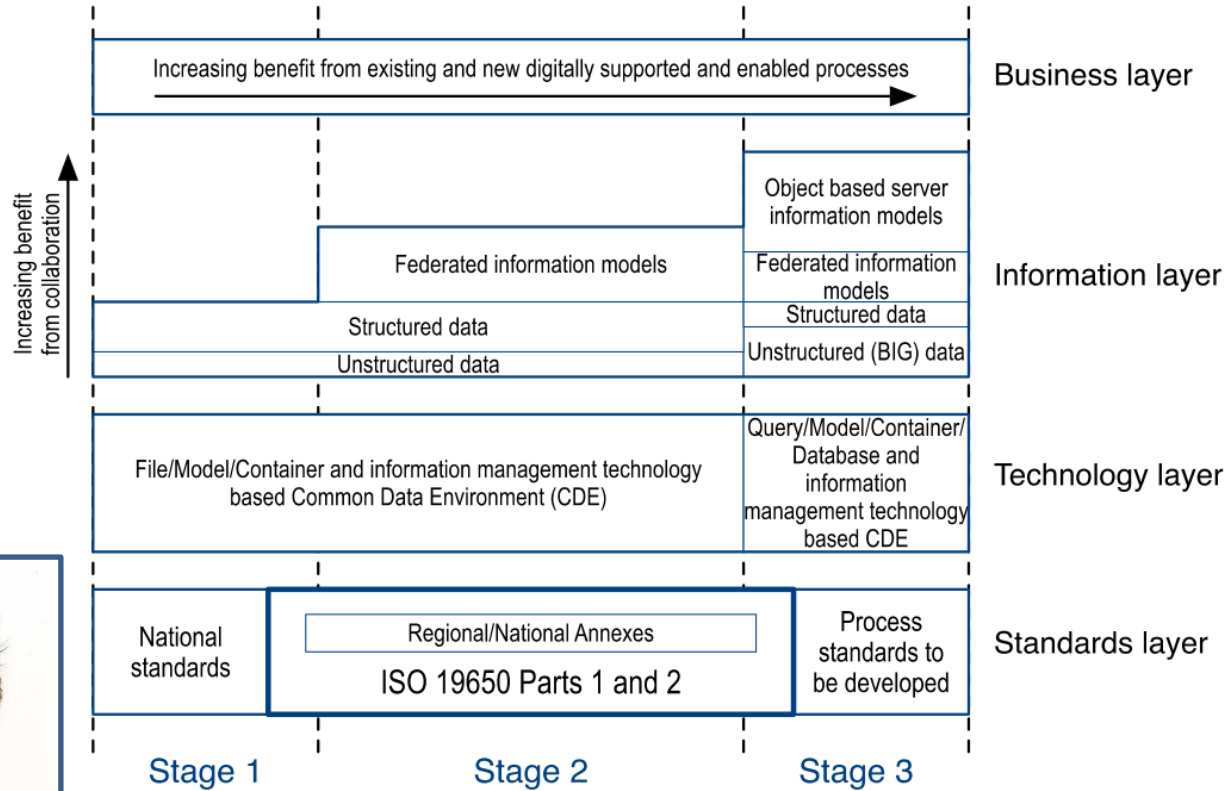 Increasing benefit from existing and new digitally supported and enabled processes
Business layer
Increasing benefit
from collaboration
Object based server
information models
Federated information models
Federated information
models
Information layer
Structured data
Structured data
Unstructured data
Unstructured (BIG) data
File/Model/Container and information management technology
based Common Data Environment (CDE)
Query/Model/Container/
Database and
information
management technology
based CDE
Technology layer
National
standards
Regional/National Annexes
ISO 19650 Parts 1 and 2
Process
standards to
be developed
Standards layer
Stage 1
Stage 2
Stage 3